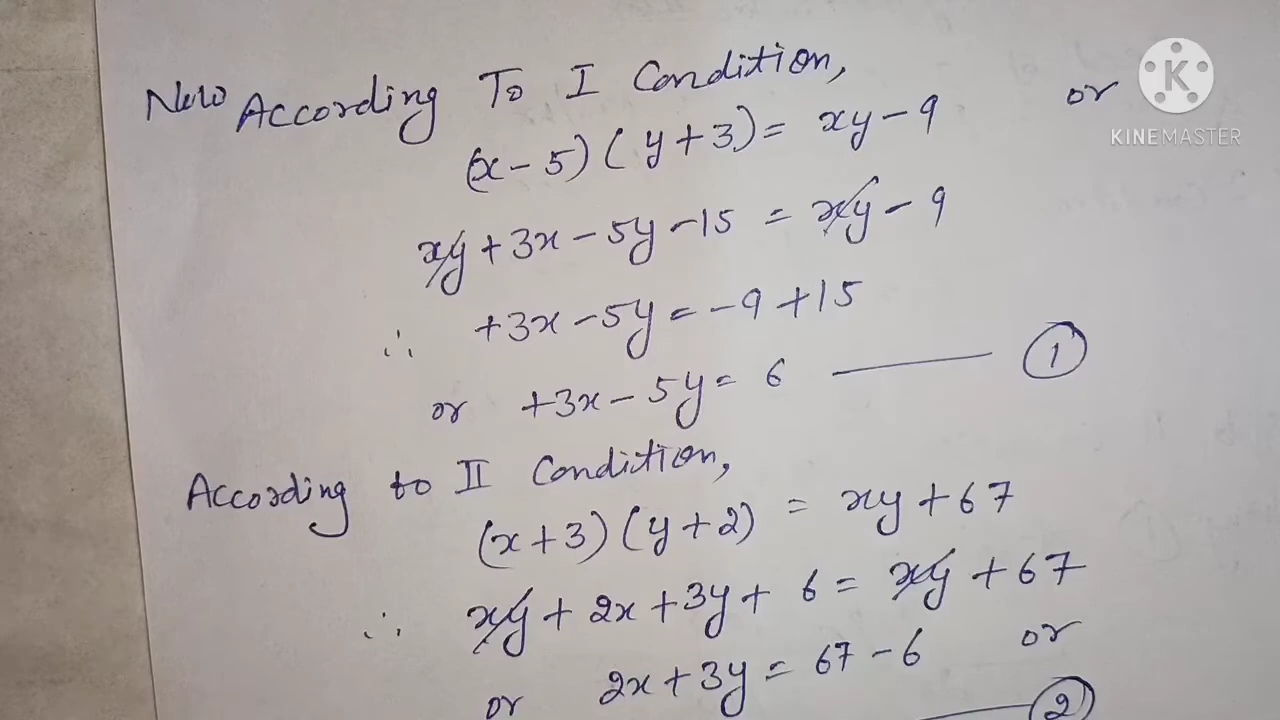 Now According To I Condition,
or
(x-5)(y+3)= xy-9
xy+3x-5y-15 = xy-9
∴ +3x-5y=-9+15
or +3x-5y= 6 —— 1
According to II Condition,
(x+3)(y+2) = xy+67
∴ xy+2x+3y+ 6= xy+67
or 2x+3y= 67-6 or
—— 2
K
KINEMASTER